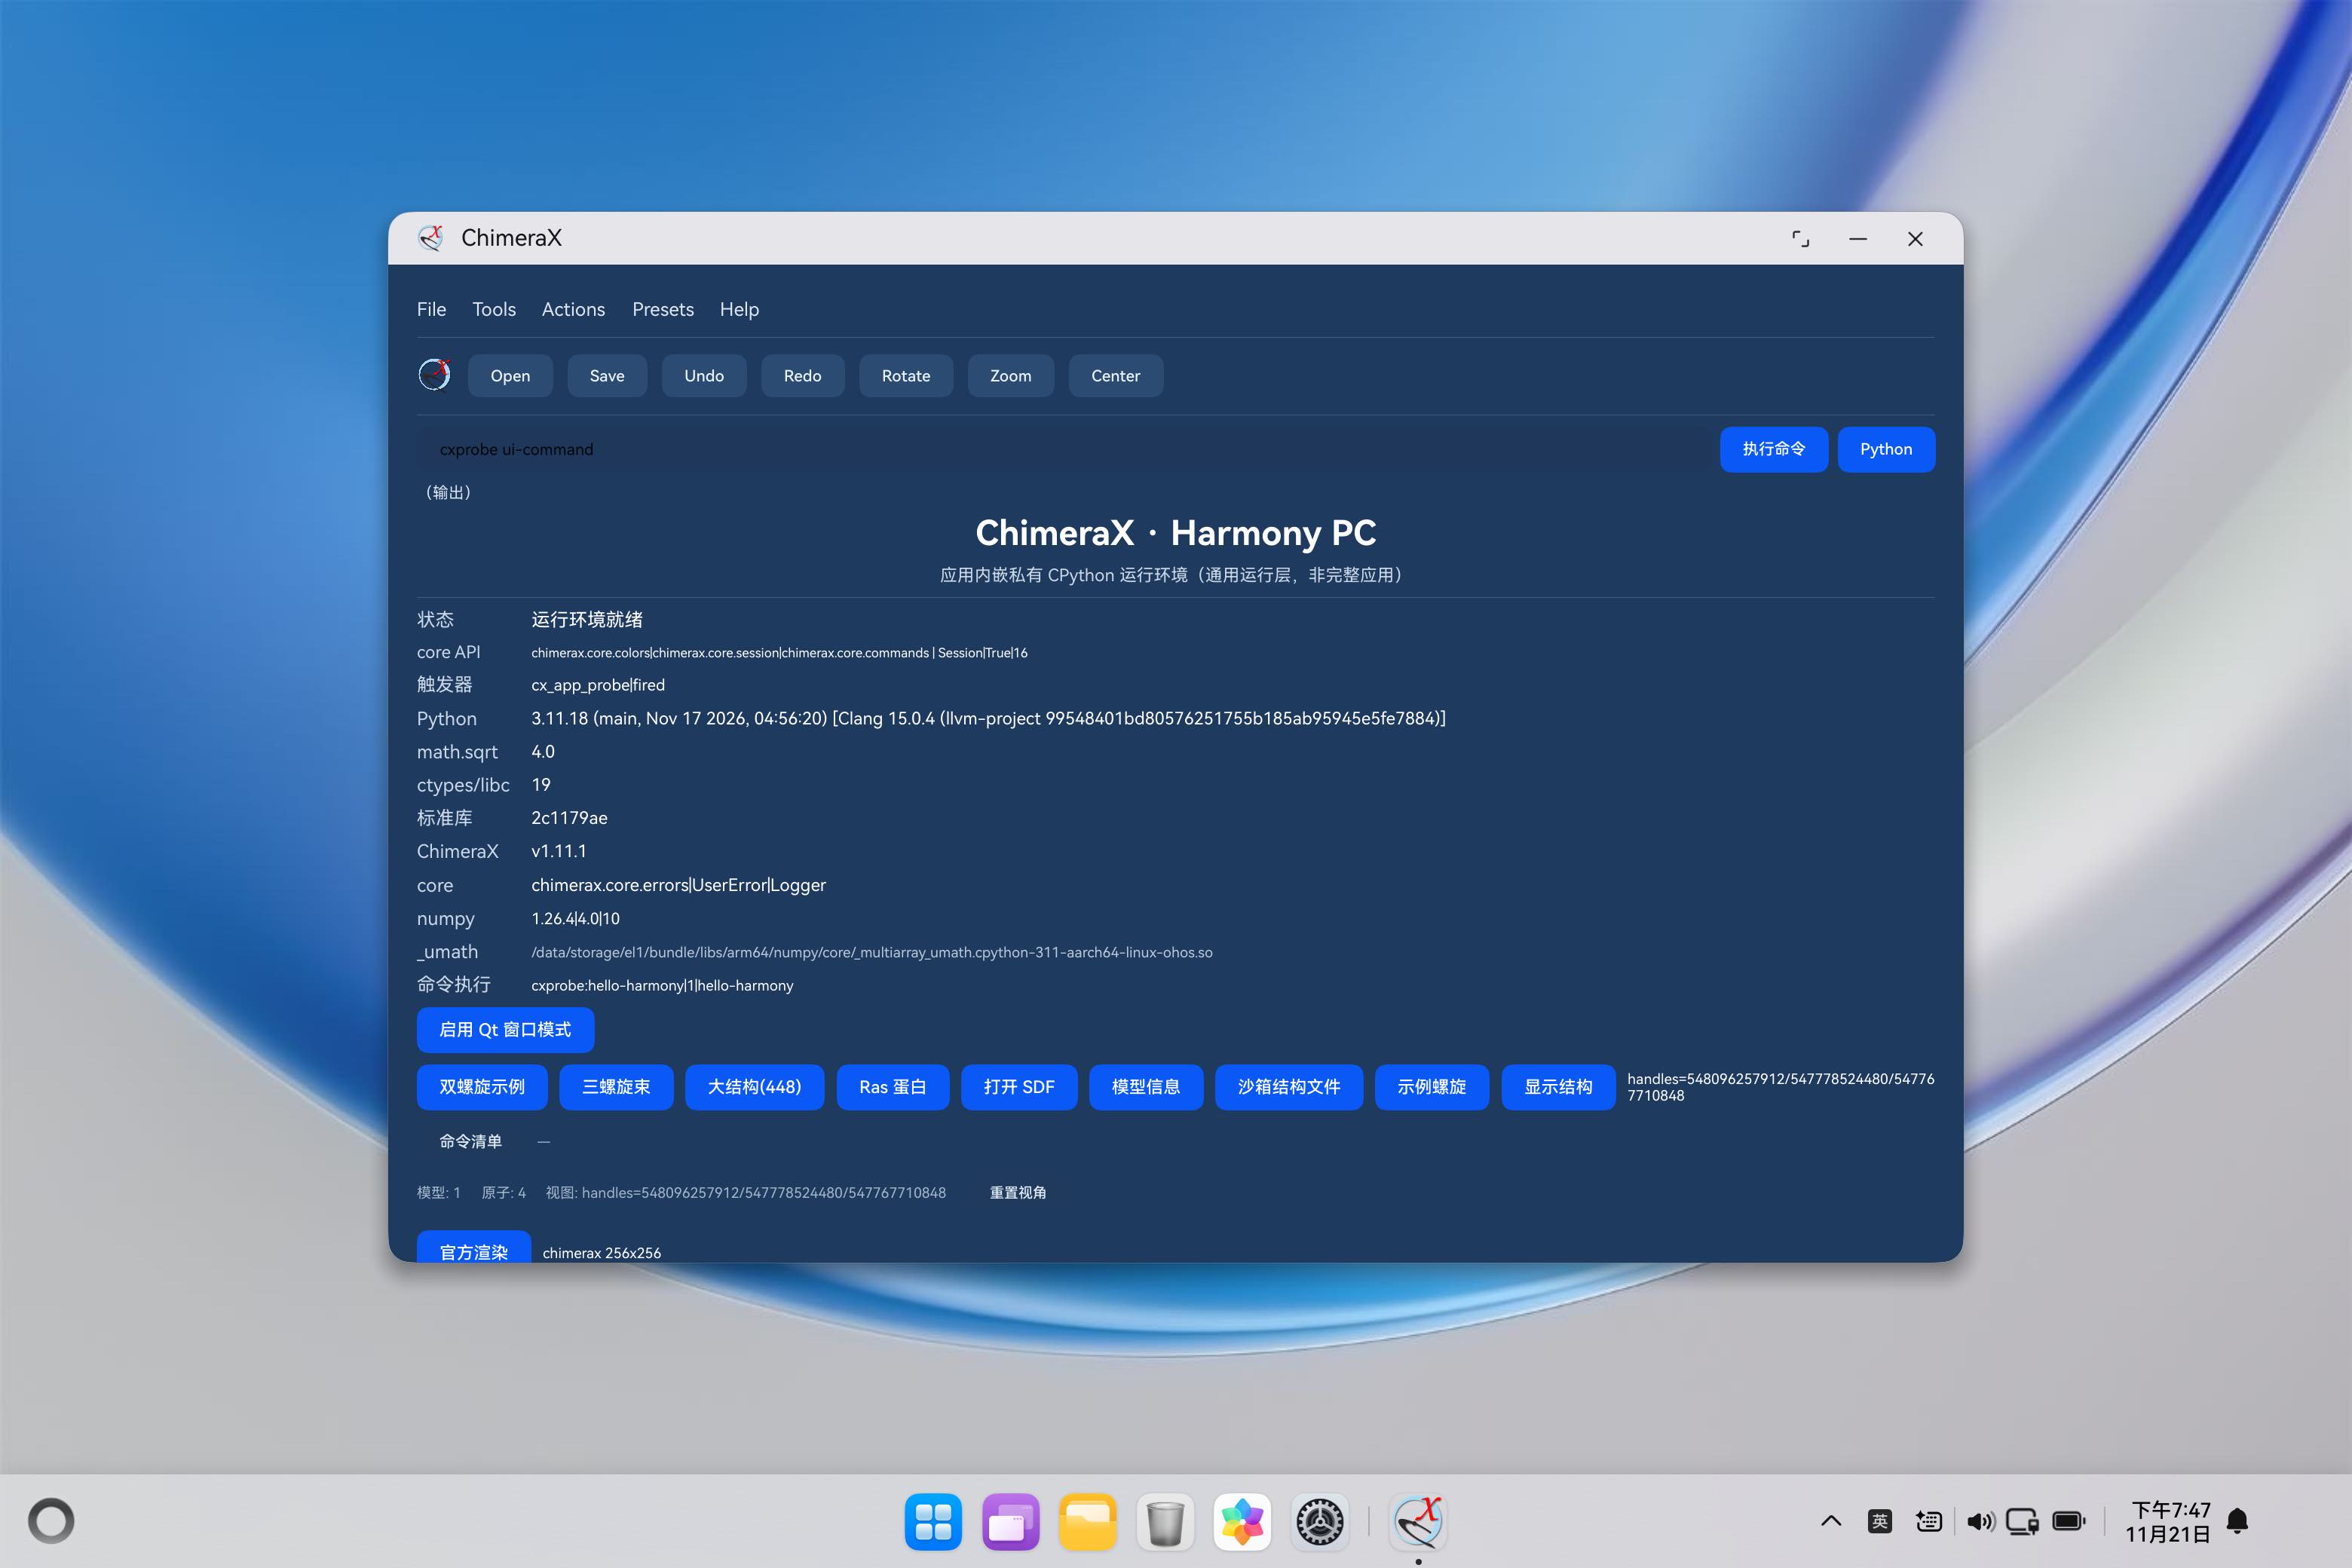 ChimeraX
File Tools Actions Presets Help
Open Save Undo Redo Rotate Zoom Center
cxprobe ui-command 执行命令 Python
（输出）
ChimeraX · Harmony PC
应用内嵌私有 CPython 运行环境（通用运行层，非完整应用）
状态 运行环境就绪
core API chimerax.core.colors|chimerax.core.session|chimerax.core.commands | Session|True|16
触发器 cx_app_probe|fired
Python 3.11.18 (main, Nov 17 2026, 04:56:20) [Clang 15.0.4 (llvm-project 99548401bd80576251755b185ab95945e5fe7884)]
math.sqrt 4.0
ctypes/libc 19
标准库 2c1179ae
ChimeraX v1.11.1
core chimerax.core.errors|UserError|Logger
numpy 1.26.4|4.0|10
_umath /data/storage/el1/bundle/libs/arm64/numpy/core/_multiarray_umath.cpython-311-aarch64-linux-ohos.so
命令执行 cxprobe:hello-harmony|1|hello-harmony
启用 Qt 窗口模式
双螺旋示例 三螺旋束 大结构(448) Ras 蛋白 打开 SDF 模型信息 沙箱结构文件 示例螺旋 显示结构 handles=548096257912/547778524480/54776
7710848
命令清单 —
模型: 1 原子: 4 视图: handles=548096257912/547778524480/547767710848 重置视角
官方渲染 chimerax 256x256
英 下午7:47
11月21日